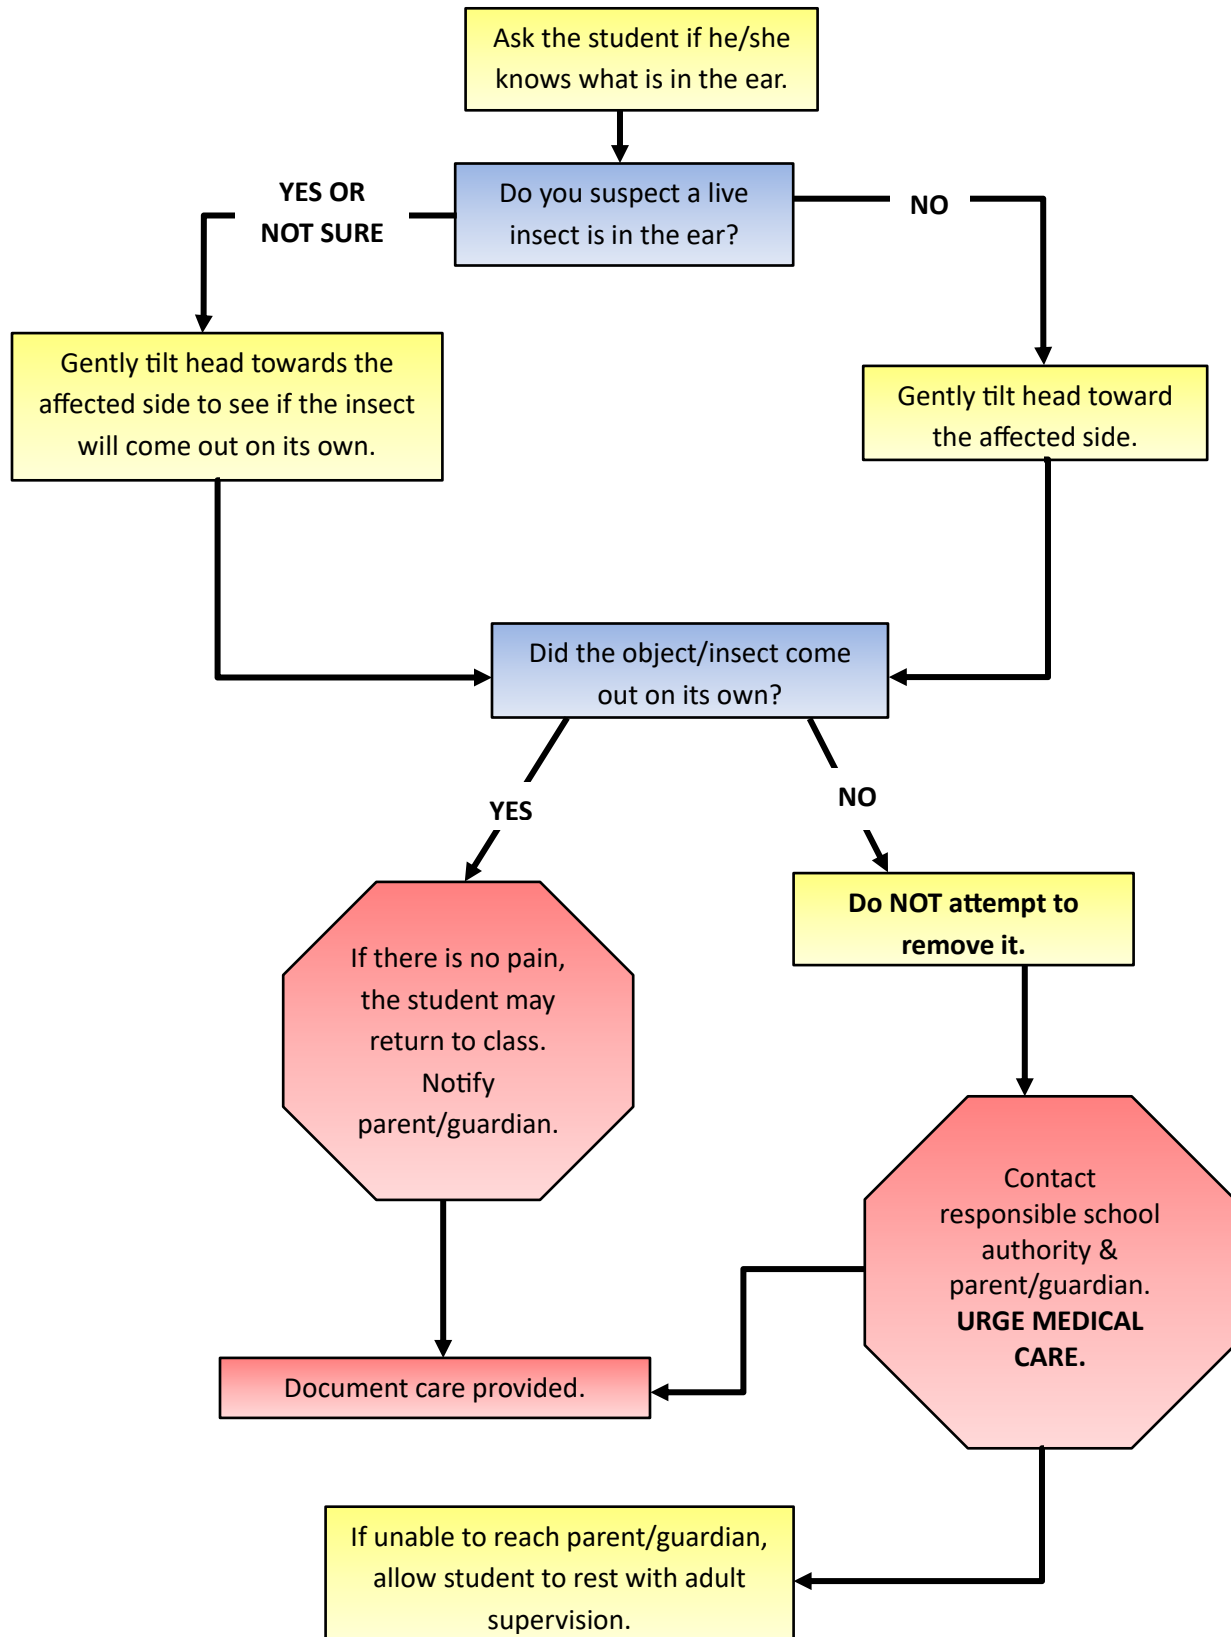 Ask the student if he/she
knows what is in the ear.
Do you suspect a live
insect is in the ear?
YES OR
NOT SURE
NO
Gently tilt head towards the
affected side to see if the insect
will come out on its own.
Gently tilt head toward
the affected side.
Did the object/insect come
out on its own?
YES
NO
If there is no pain,
the student may
return to class.
Notify
parent/guardian.
Do NOT attempt to
remove it.
Contact
responsible school
authority &
parent/guardian.
URGE MEDICAL
CARE.
Document care provided.
If unable to reach parent/guardian,
allow student to rest with adult
supervision.